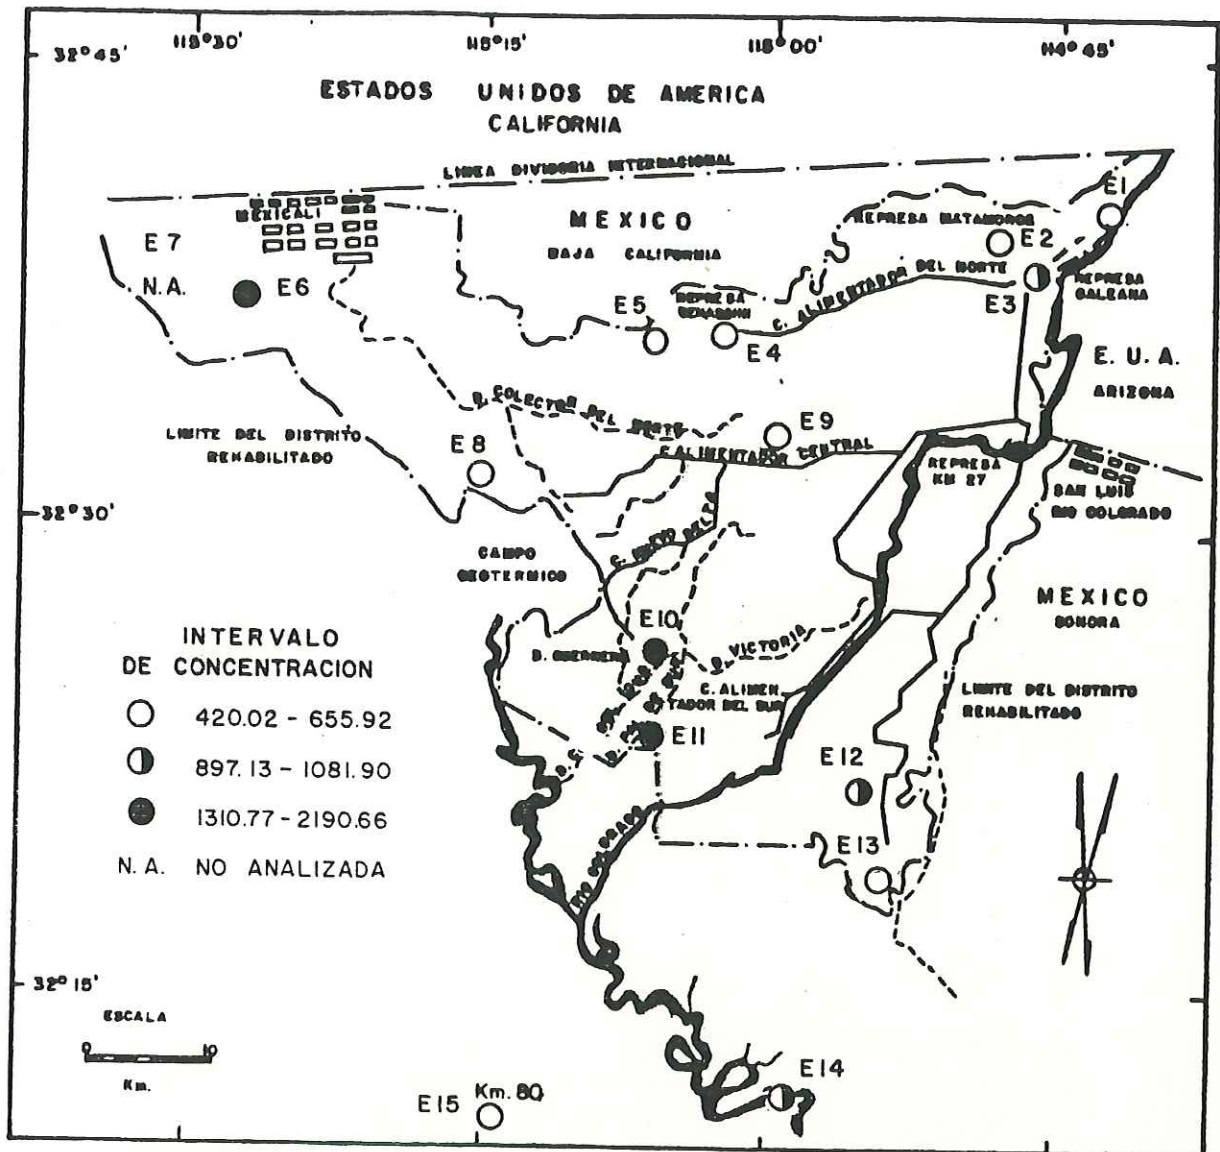 115°30'
115°15'
115°00'
114°45'
32°45'
ESTADOS UNIDOS DE AMERICA
CALIFORNIA
LINEA DIVIDORIA INTERNACIONAL
E1
MEXICALI
MEXICO
REPRESA MATAMOROS
E7
E2
BAJA CALIFORNIA
C. ALIMENTADOR DEL NORTE
N.A.
E6
REPRESA
GALEANA
E3
E5
REPRESA
E4
E. U. A.
ARIZONA
D. COLECTOR DEL NORTE
LIMITE DEL DISTRITO
REHABILITADO
E8
E9
C. ALIMENTADOR CENTRAL
REPRESA
KM 27
SAN LUIS
RIO COLORADO
32°30'
C. NUEVO DELTA
CAMPO
GEOTERMICO
MEXICO
SONORA
INTERVALO
DE CONCENTRACION
E10
D. GUERRERO
D. VICTORIA
C. ALIMEN
TADOR DEL SUR
LIMITE DEL DISTRITO
REHABILITADO
420.02 - 655.92
E11
897.13 - 1081.90
E12
1310.77 - 2190.66
N. A. NO ANALIZADA
E13
RIO COLORADO
32°15'
ESCALA
0 10
Km.
E14
E15 Km. 80